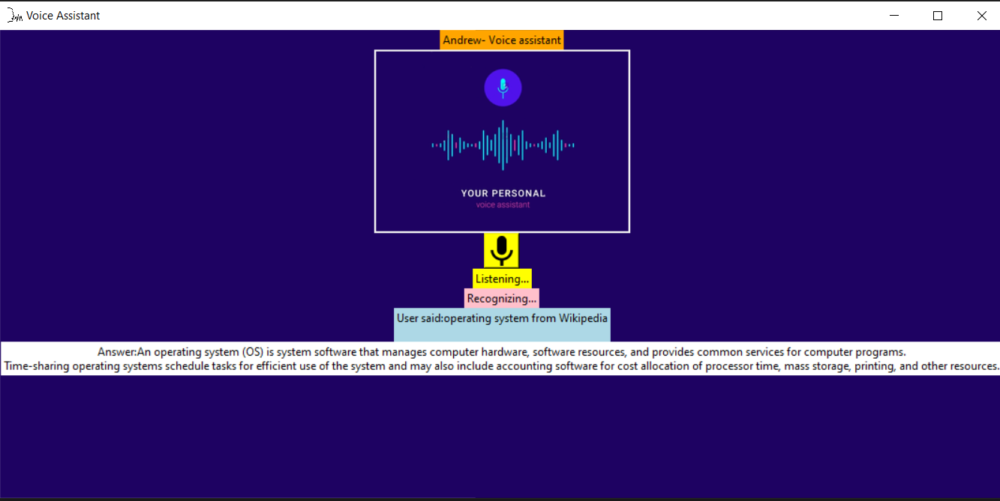 Voice Assistant
Andrew- Voice assistant
YOUR PERSONAL
voice assistant
Listening...
Recognizing...
User said:operating system from Wikipedia
Answer:An operating system (OS) is system software that manages computer hardware, software resources, and provides common services for computer programs.
Time-sharing operating systems schedule tasks for efficient use of the system and may also include accounting software for cost allocation of processor time, mass storage, printing, and other resources.